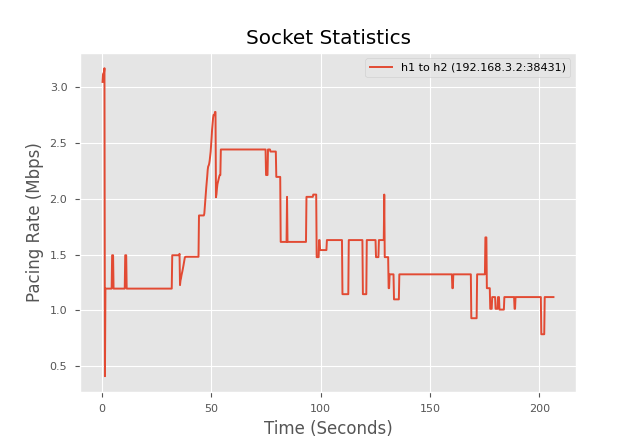 Socket Statistics
h1 to h2 (192.168.3.2:38431)
Pacing Rate (Mbps)
3.0
2.5
2.0
1.5
1.0
0.5
0 50 100 150 200
Time (Seconds)